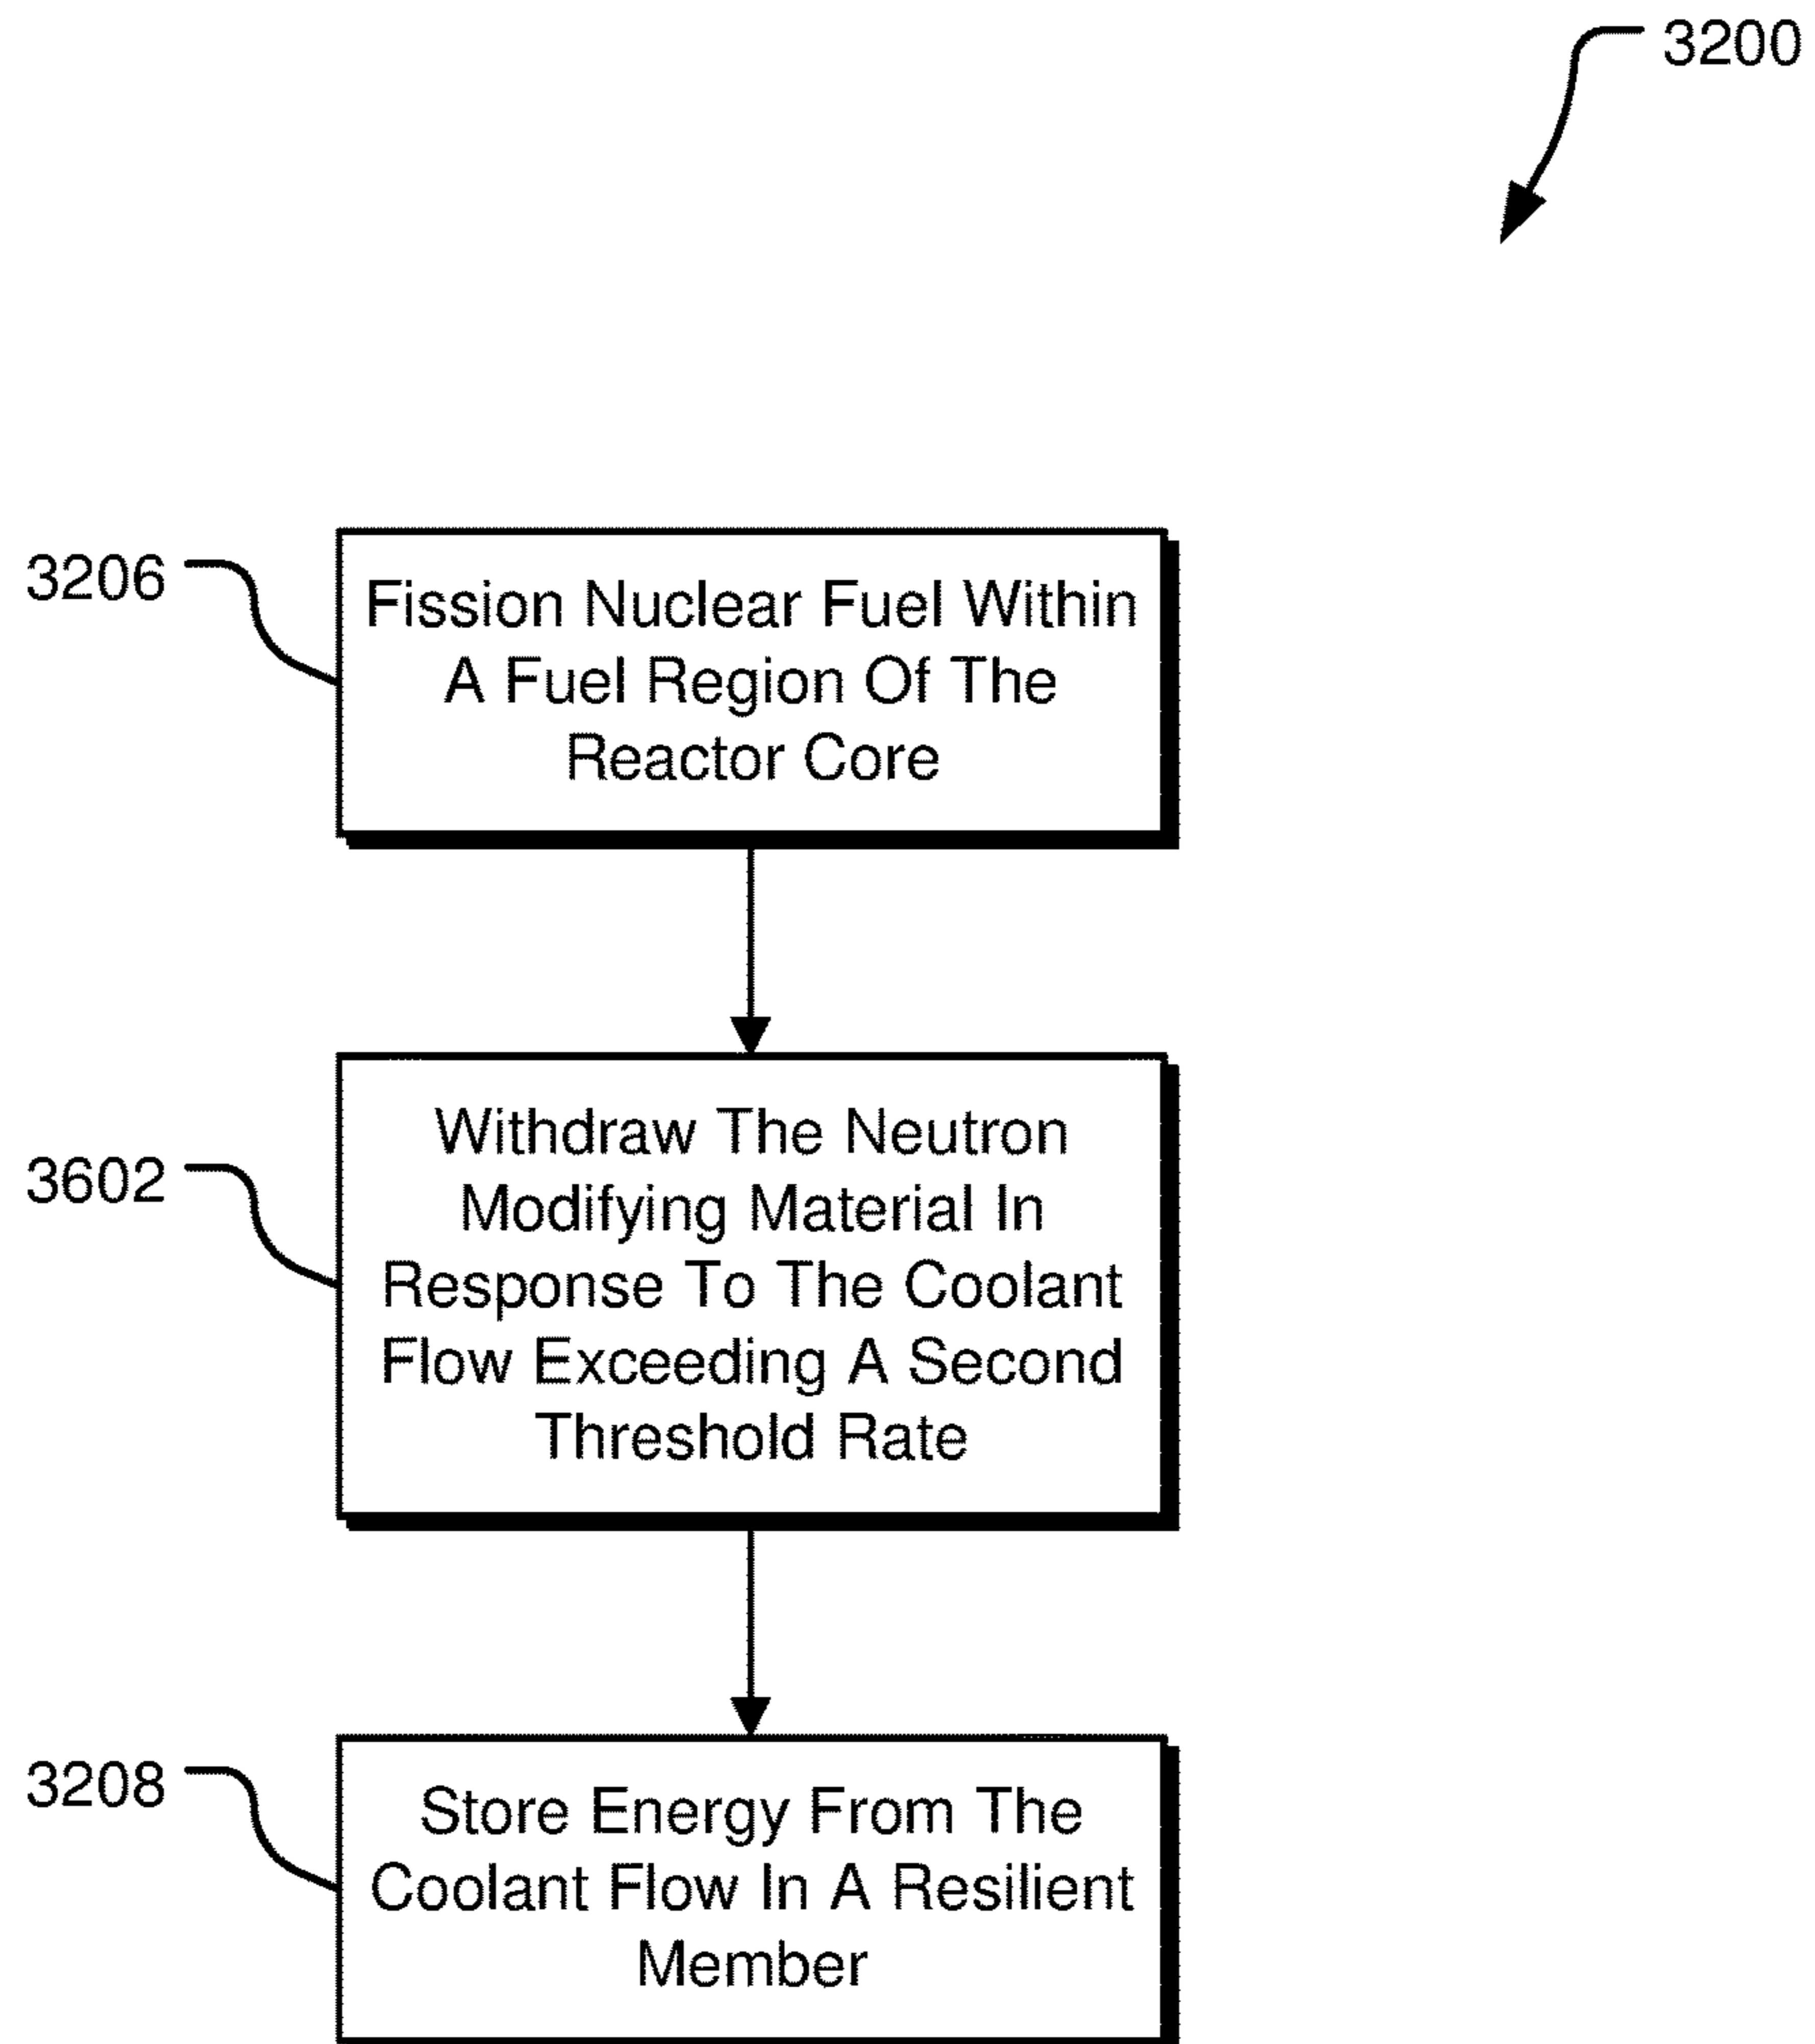 3200
3206
Fission Nuclear Fuel Within
A Fuel Region Of The
Reactor Core
3602
Withdraw The Neutron
Modifying Material In
Response To The Coolant
Flow Exceeding A Second
Threshold Rate
3208
Store Energy From The
Coolant Flow In A Resilient
Member